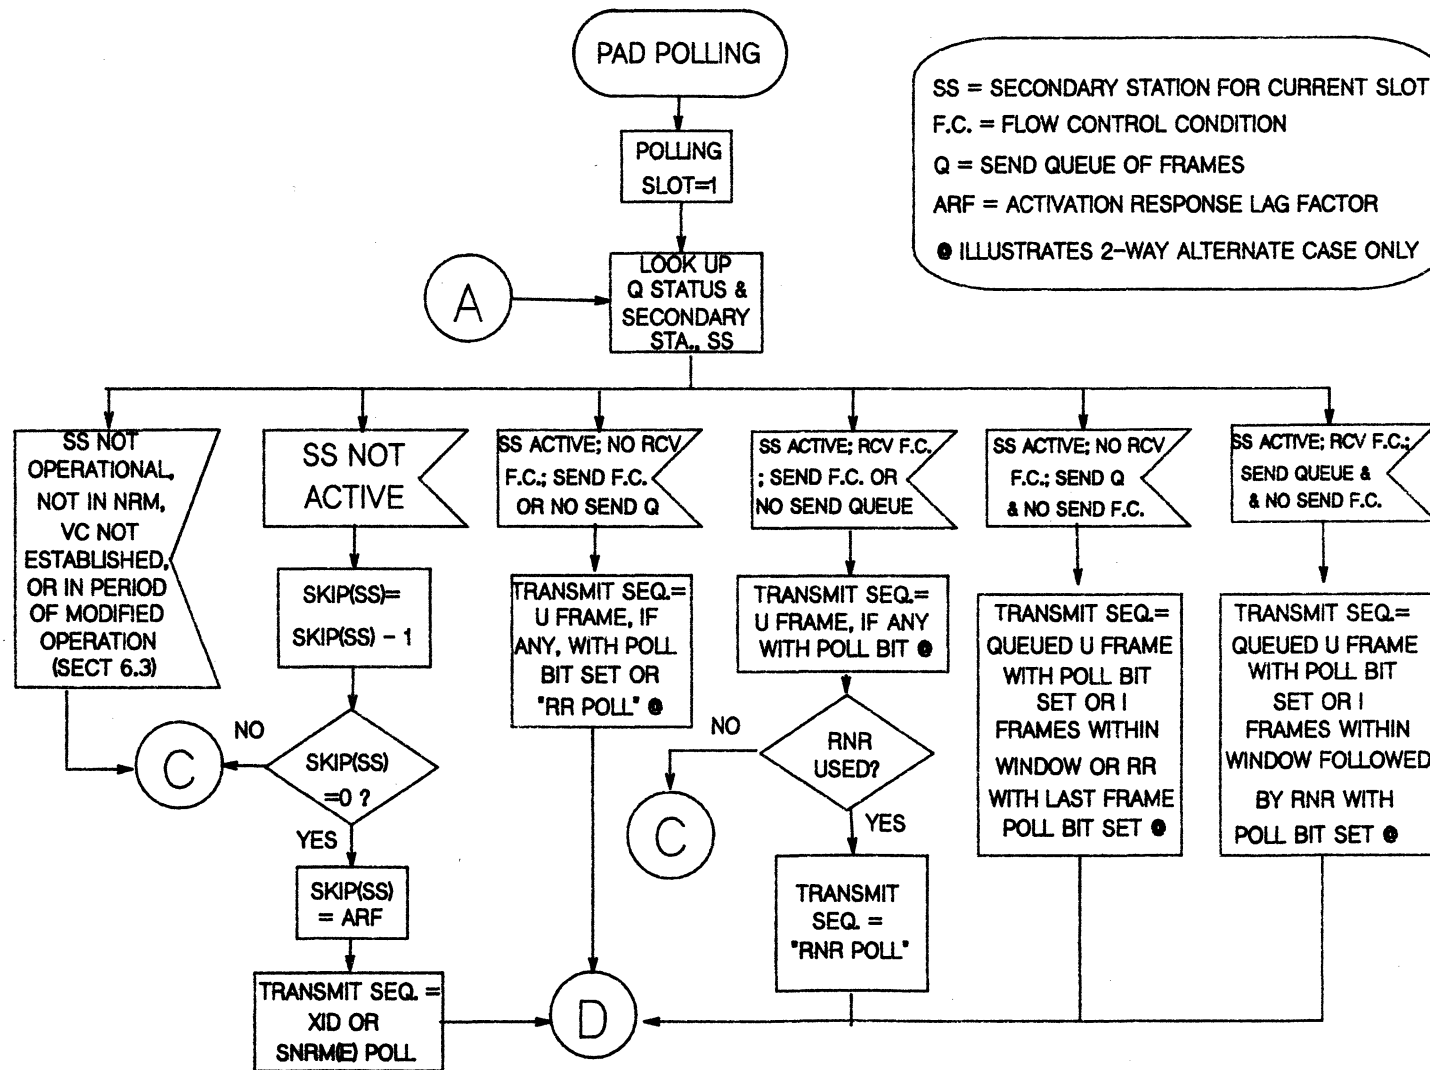 PAD POLLING
SS = SECONDARY STATION FOR CURRENT SLOT
F.C. = FLOW CONTROL CONDITION
Q = SEND QUEUE OF FRAMES
ARF = ACTIVATION RESPONSE LAG FACTOR
@ ILLUSTRATES 2-WAY ALTERNATE CASE ONLY
POLLING
SLOT=1
A
LOOK UP
Q STATUS &
SECONDARY
STA., SS
SS NOT
OPERATIONAL,
NOT IN NRM,
VC NOT
ESTABLISHED,
OR IN PERIOD
OF MODIFIED
OPERATION
(SECT 6.3)
SS NOT
ACTIVE
SS ACTIVE; NO RCV
F.C.; SEND F.C.
OR NO SEND Q
SS ACTIVE; RCV F.C.
; SEND F.C. OR
NO SEND QUEUE
SS ACTIVE; NO RCV
F.C.; SEND Q
& NO SEND F.C.
SS ACTIVE; RCV F.C.;
SEND QUEUE &
& NO SEND F.C.
SKIP(SS)=
SKIP(SS) - 1
TRANSMIT SEQ.=
U FRAME, IF
ANY, WITH POLL
BIT SET OR
"RR POLL" @
TRANSMIT SEQ.=
U FRAME, IF ANY
WITH POLL BIT @
TRANSMIT SEQ.=
QUEUED U FRAME
WITH POLL BIT
SET OR I
FRAMES WITHIN
WINDOW OR RR
WITH LAST FRAME
POLL BIT SET @
TRANSMIT SEQ.=
QUEUED U FRAME
WITH POLL BIT
SET OR I
FRAMES WITHIN
WINDOW FOLLOWED
BY RNR WITH
POLL BIT SET @
C
NO
SKIP(SS)
=0 ?
YES
NO
RNR
USED?
YES
C
SKIP(SS)
= ARF
TRANSMIT
SEQ. =
"RNR POLL"
TRANSMIT SEQ. =
XID OR
SNRM(E) POLL
D